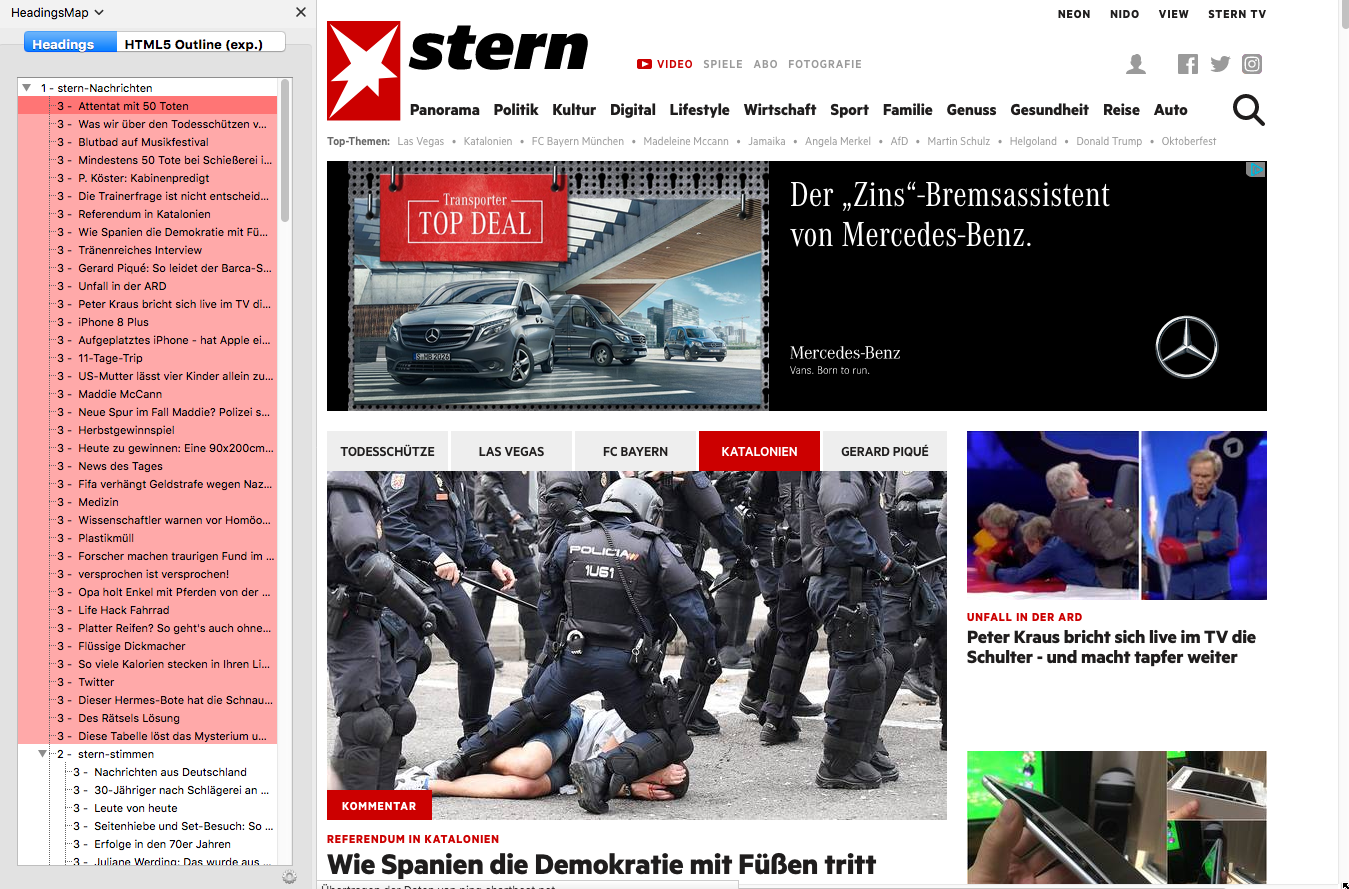 HeadingsMap
Headings
HTML5 Outline (exp.)
1 - stern-Nachrichten
3 - Attentat mit 50 Toten
3 - Was wir über den Todesschützen v...
3 - Blutbad auf Musikfestival
3 - Mindestens 50 Tote bei Schießerei i...
3 - P. Köster: Kabinenpredigt
3 - Die Trainerfrage ist nicht entscheid...
3 - Referendum in Katalonien
3 - Wie Spanien die Demokratie mit Fü...
3 - Tränenreiches Interview
3 - Gerard Piqué: So leidet der Barca-S...
3 - Unfall in der ARD
3 - Peter Kraus bricht sich live im TV di...
3 - iPhone 8 Plus
3 - Aufgeplatztes iPhone - hat Apple ei...
3 - 11-Tage-Trip
3 - US-Mutter lässt vier Kinder allein zu...
3 - Maddie McCann
3 - Neue Spur im Fall Maddie? Polizei s...
3 - Herbstgewinnspiel
3 - Heute zu gewinnen: Eine 90x200cm...
3 - News des Tages
3 - Fifa verhängt Geldstrafe wegen Naz...
3 - Medizin
3 - Wissenschaftler warnen vor Homöo...
3 - Plastikmüll
3 - Forscher machen traurigen Fund im ...
3 - versprochen ist versprochen!
3 - Opa holt Enkel mit Pferden von der ...
3 - Life Hack Fahrrad
3 - Platter Reifen? So geht's auch ohne...
3 - Flüssige Dickmacher
3 - So viele Kalorien stecken in Ihren Li...
3 - Twitter
3 - Dieser Hermes-Bote hat die Schnau...
3 - Des Rätsels Lösung
3 - Diese Tabelle löst das Mysterium u...
2 - stern-stimmen
3 - Nachrichten aus Deutschland
3 - 30-Jähriger nach Schlägerei an ...
3 - Leute von heute
3 - Seitenhiebe und Set-Besuch: So ...
3 - Erfolge in den 70er Jahren
3 - Juliane Werding: Das wurde aus ...
NEON NIDO VIEW STERN TV
stern
VIDEO SPIELE ABO FOTOGRAFIE
Panorama Politik Kultur Digital Lifestyle Wirtschaft Sport Familie Genuss Gesundheit Reise Auto
Top-Themen: Las Vegas • Katalonien • FC Bayern München • Madeleine Mccann • Jamaika • Angela Merkel • AfD • Martin Schulz • Helgoland • Donald Trump • Oktoberfest
Transporter
TOP DEAL
S·MB 2026
Der „Zins“-Bremsassistent
von Mercedes-Benz.
Mercedes-Benz
Vans. Born to run.
TODESSCHÜTZE LAS VEGAS FC BAYERN KATALONIEN GERARD PIQUÉ
POLICIA
1U61
KOMMENTAR
REFERENDUM IN KATALONIEN
Wie Spanien die Demokratie mit Füßen tritt
UNFALL IN DER ARD
Peter Kraus bricht sich live im TV die
Schulter - und macht tapfer weiter